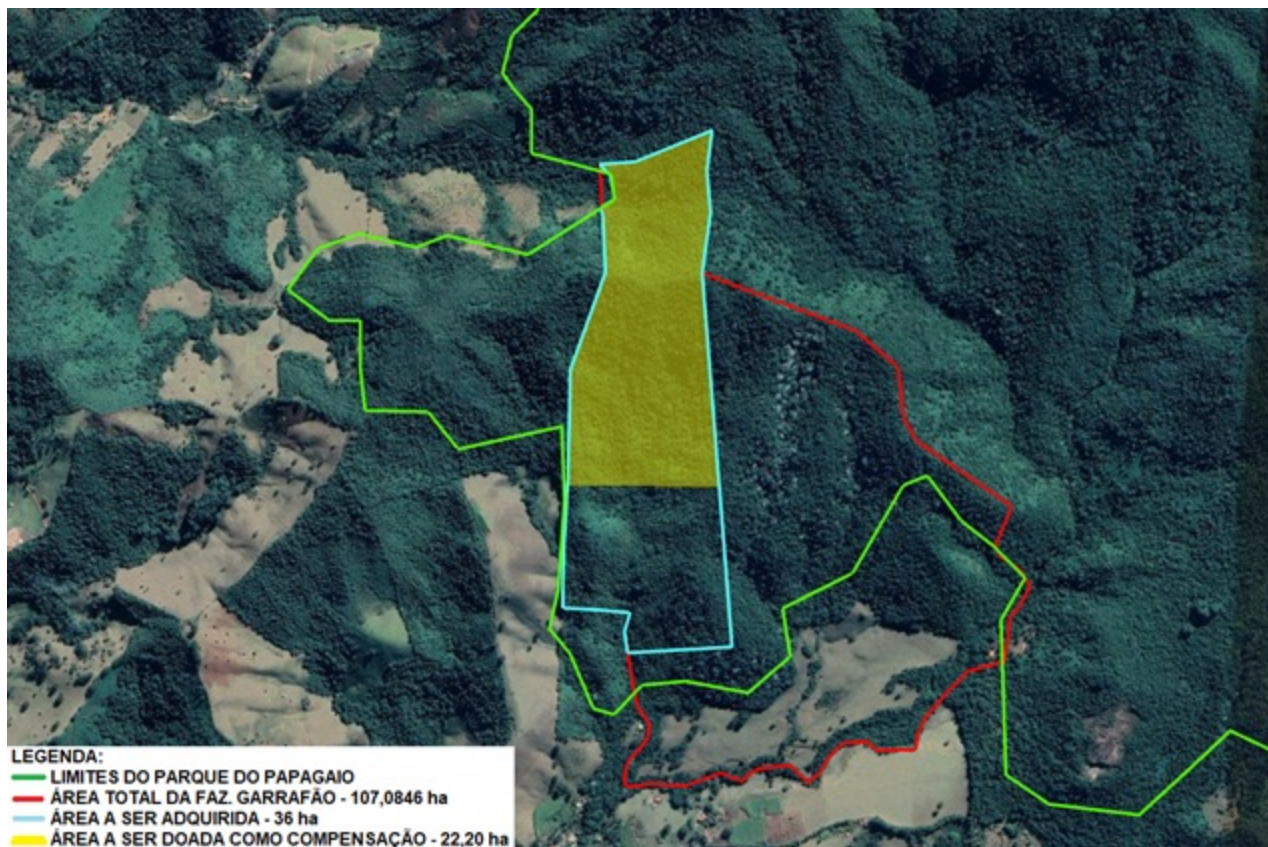 LEGENDA:
LIMITES DO PARQUE DO PAPAGAIO
ÁREA TOTAL DA FAZ. GARRAFÃO - 107,0846 ha
ÁREA A SER ADQUIRIDA - 36 ha
ÁREA A SER DOADA COMO COMPENSAÇÃO - 22,20 ha